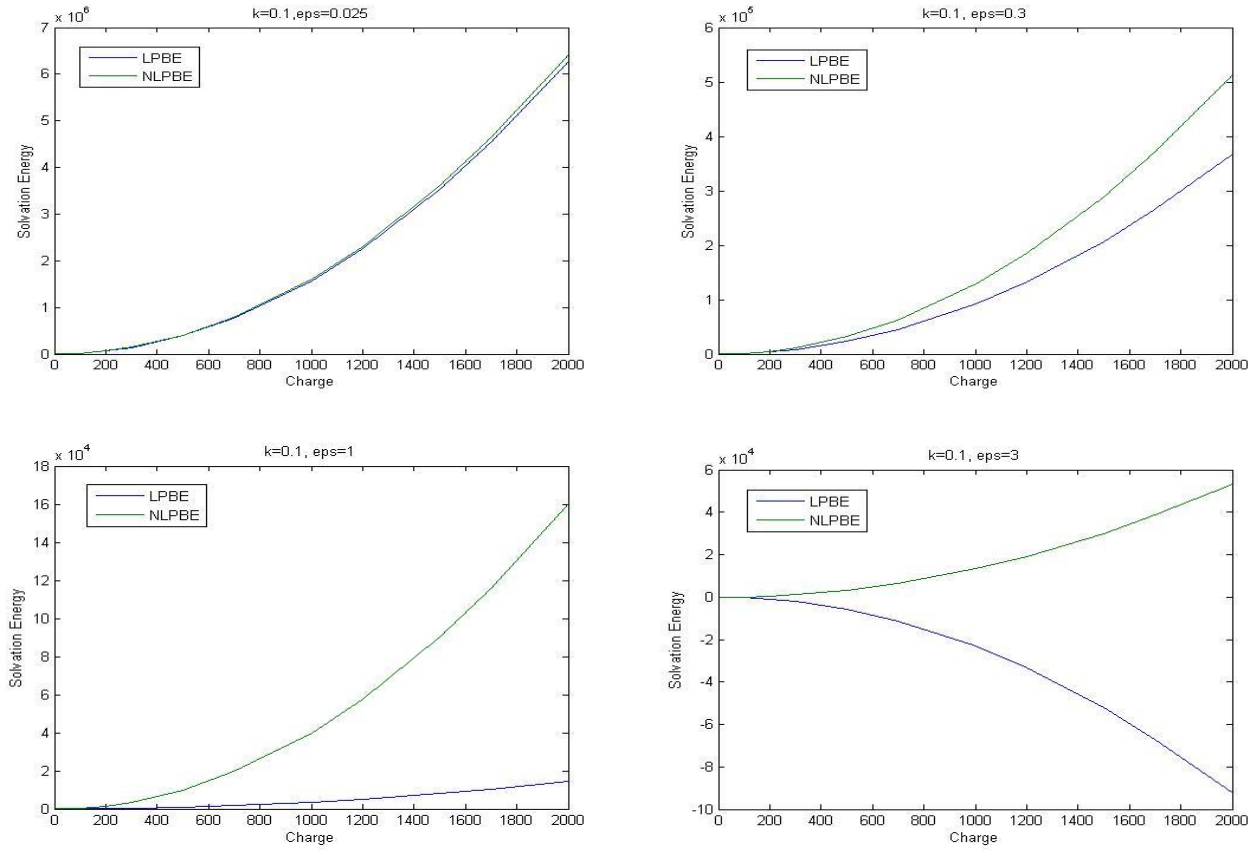 k=0.1,eps=0.025
x 10^6
7
6
5
4
3
2
1
0
Solvation Energy
LPBE
NLPBE
0 200 400 600 800 1000 1200 1400 1600 1800 2000
Charge
k=0.1, eps=0.3
x 10^5
6
5
4
3
2
1
0
Solvation Energy
LPBE
NLPBE
0 200 400 600 800 1000 1200 1400 1600 1800 2000
Charge
k=0.1, eps=1
x 10^4
18
16
14
12
10
8
6
4
2
0
Solvation Energy
LPBE
NLPBE
0 200 400 600 800 1000 1200 1400 1600 1800 2000
Charge
k=0.1, eps=3
x 10^4
6
4
2
0
-2
-4
-6
-8
-10
Solvation Energy
LPBE
NLPBE
0 200 400 600 800 1000 1200 1400 1600 1800 2000
Charge